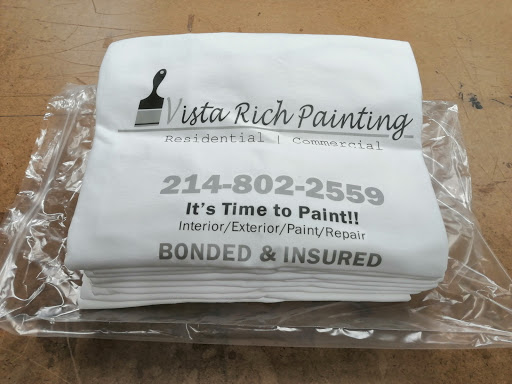 Vista Rich Painting
Residential | Commercial
214-802-2559
It's Time to Paint!!
Interior/Exterior/Paint/Repair
BONDED & INSURED